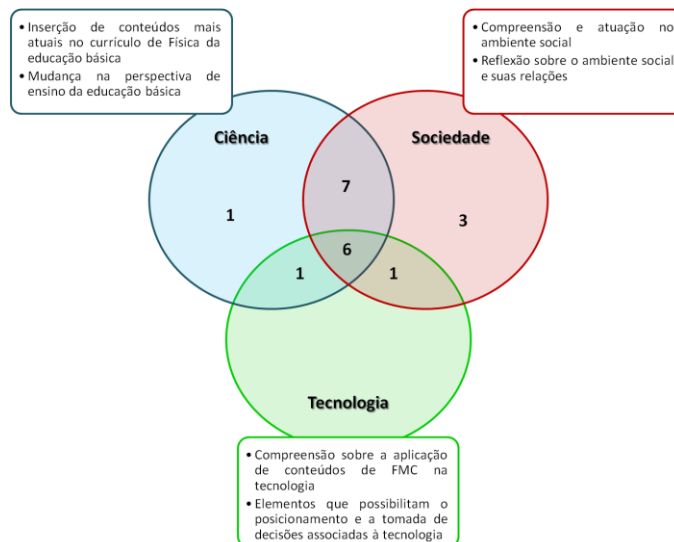 • Inserção de conteúdos mais
atuais no currículo de Física da
educação básica
• Mudança na perspectiva de
ensino da educação básica
• Compreensão e atuação no
ambiente social
• Reflexão sobre o ambiente social
e suas relações
Ciência
Sociedade
7
1
3
6
1
1
Tecnologia
• Compreensão sobre a aplicação
de conteúdos de FMC na
tecnologia
• Elementos que possibilitam o
posicionamento e a tomada de
decisões associadas à tecnologia